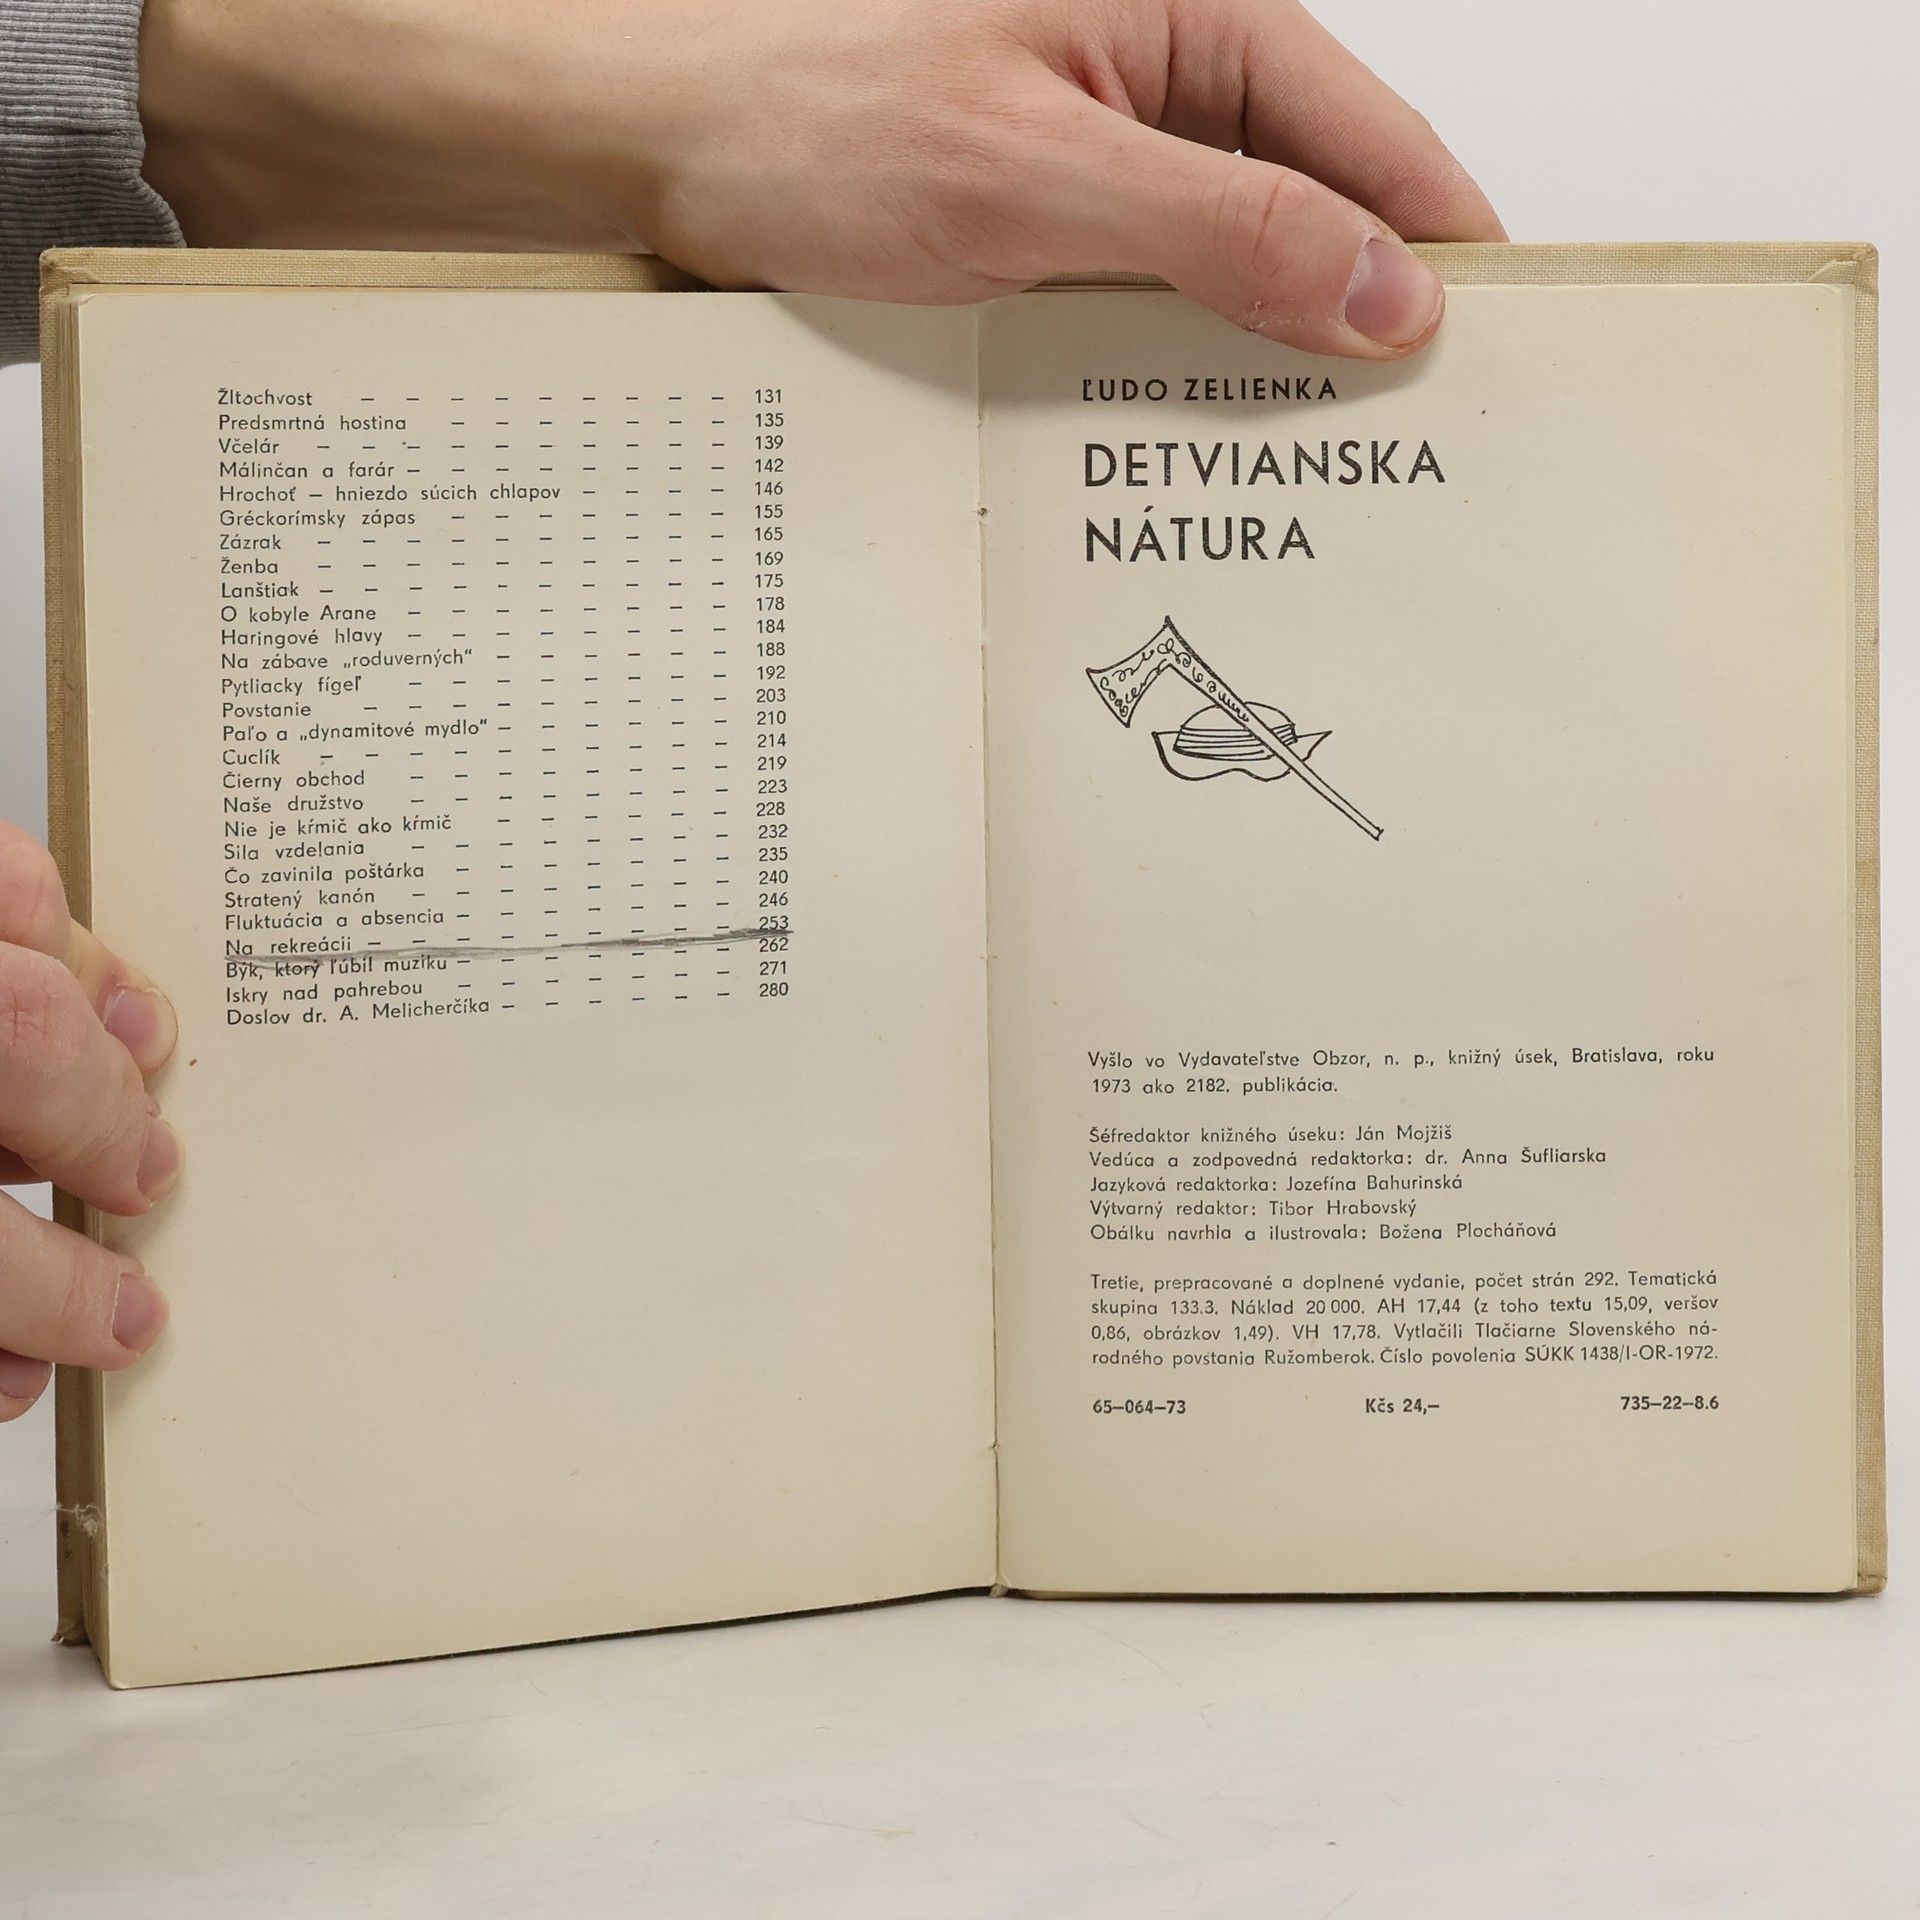 Žltochvost – – – – – – – – – 131
Predsmrtná hostina – – – – – – – 135
Včelár – – – – – – – – – – 139
Málinčan a farár – – – – – – – – 142
Hrochoť – hniezdo súcich chlapov – – – – 146
Gréckorímsky zápas – – – – – – – 155
Zázrak – – – – – – – – – – 165
Ženba – – – – – – – – – – 169
Lanštiak – – – – – – – – – – 175
O kobyle Arane – – – – – – – – 178
Haringové hlavy – – – – – – – – 184
Na zábave „roduverných“ – – – – – – 188
Pytliacky fígeľ – – – – – – – – 192
Povstanie – – – – – – – – – 203
Paľo a „dynamitové mydlo“ – – – – – – 210
Cuclík – – – – – – – – – – 214
Čierny obchod – – – – – – – – 219
Naše družstvo – – – – – – – – 223
Nie je kŕmič ako kŕmič – – – – – – 228
Sila vzdelania – – – – – – – – 232
Čo zavinila poštárka – – – – – – – 235
Stratený kanón – – – – – – – – 240
Fluktuácia a absencia – – – – – – – 246
Na rekreácii – – – – – – – – – 253
Býk, ktorý ľúbil muziku – – – – – – – 262
Iskry nad pahrebou – – – – – – – 271
Doslov dr. A. Melicherčíka – – – – – – 280
ĽUDO ZELIENKA
DETVIANSKA
NÁTURA
Vyšlo vo Vydavateľstve Obzor, n. p., knižný úsek, Bratislava, roku
1973 ako 2182. publikácia.
Šéfredaktor knižného úseku: Ján Mojžiš
Vedúca a zodpovedná redaktorka: dr. Anna Šufliarska
Jazyková redaktorka: Jozefína Bahurinská
Výtvarný redaktor: Tibor Hrabovský
Obálku navrhla a ilustrovala: Božena Plocháňová
Tretie, prepracované a doplnené vydanie, počet strán 292. Tematická
skupina 133.3. Náklad 20 000. AH 17,44 (z toho textu 15,09, veršov
0,86, obrázkov 1,49). VH 17,78. Vytlačili Tlačiarne Slovenského ná-
rodného povstania Ružomberok. Číslo povolenia SÚKK 1438/I-OR-1972.
65–064–73 Kčs 24,– 735–22–8.6